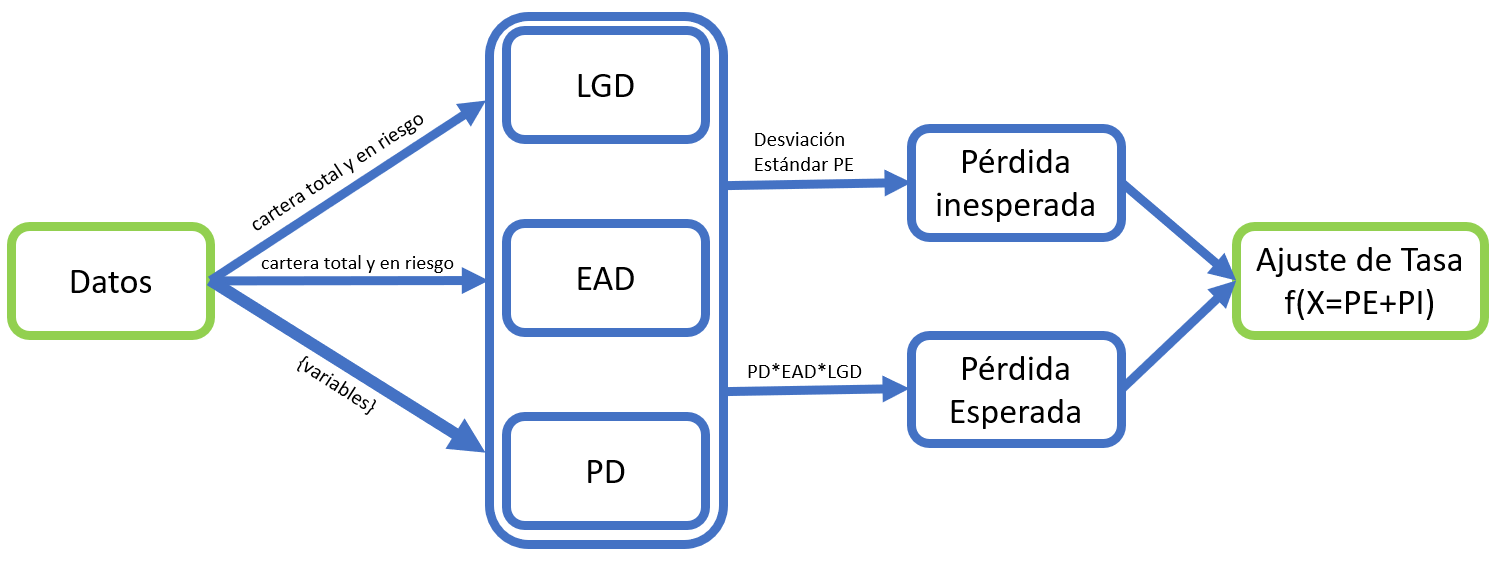 Datos
cartera total y en riesgo
cartera total y en riesgo
{variables}
LGD
EAD
PD
Desviación
Estándar PE
PD*EAD*LGD
Pérdida
inesperada
Pérdida
Esperada
Ajuste de Tasa
f(X=PE+PI)